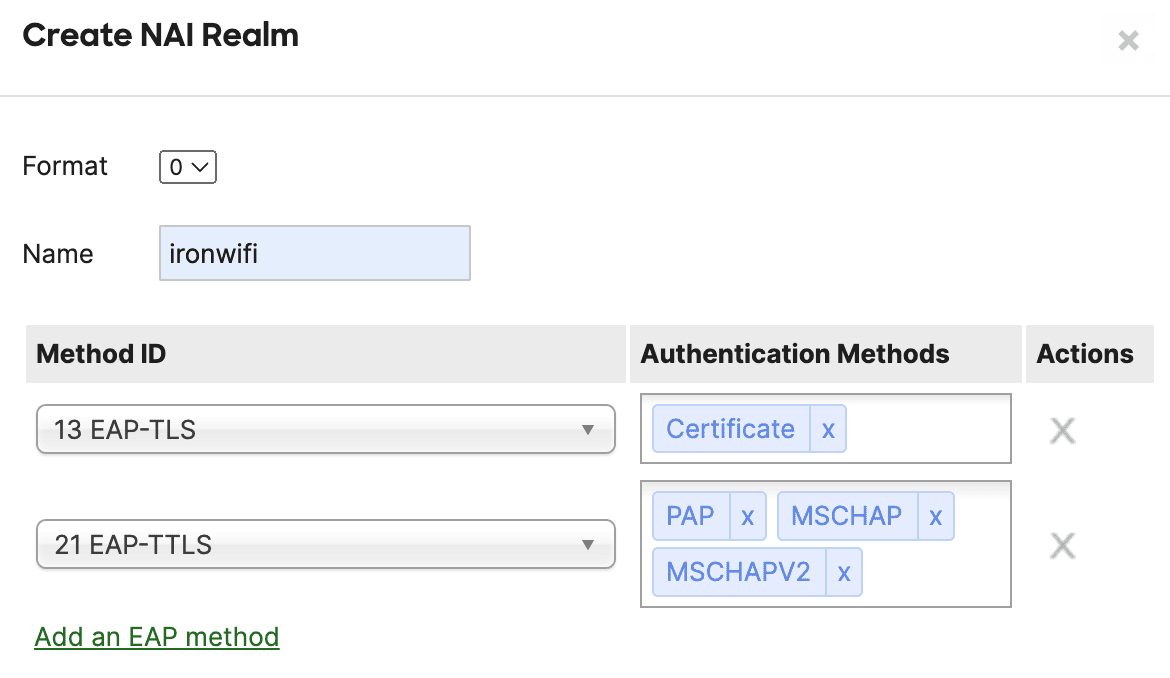 Create NAI Realm
×
Format 0
Name ironwifi
Method ID Authentication Methods Actions
13 EAP-TLS Certificate x X
21 EAP-TTLS PAP x MSCHAP x X
MSCHAPV2 x
Add an EAP method